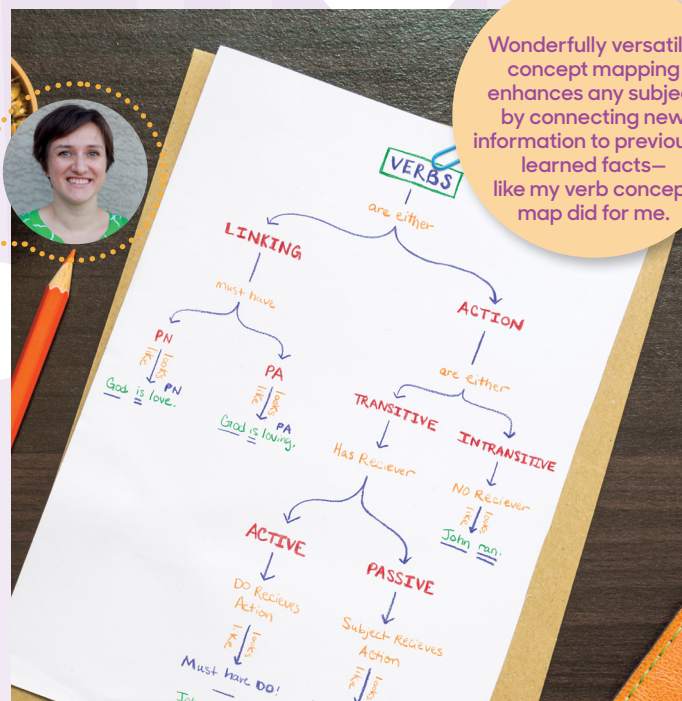 Wonderfully versatil
concept mapping
enhances any subje
by connecting new
information to previou
learned facts—
like my verb concep
map did for me.
VERBS
are either
LINKING
must have
PN
looks
like
God is love.
PN
PA
looks
like
God is loving.
PA
ACTION
are either
TRANSITIVE
Has Reciever
INTRANSITIVE
NO Reciever
looks
like
John ran.
ACTIVE
DO Recieves
Action
looks
like
Must have DO!
PASSIVE
Subject Recieves
Action
looks
like